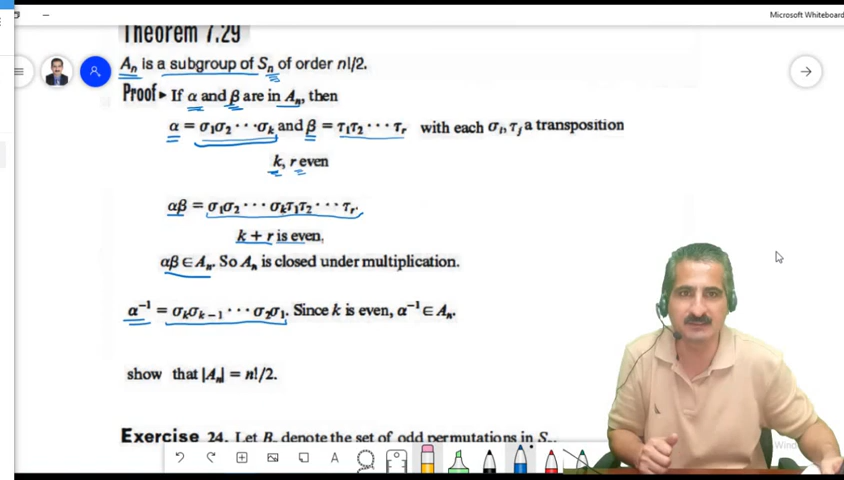 Microsoft Whiteboard
Theorem 7.29
Aₙ is a subgroup of Sₙ of order n!/2.
Proof ▸ If α and β are in Aₙ, then
α = σ₁σ₂ ··· σₖ and β = τ₁τ₂ ··· τᵣ with each σᵢ, τⱼ a transposition
k, r even
αβ = σ₁σ₂ ··· σₖτ₁τ₂ ··· τᵣ.
k + r is even,
αβ ∈ Aₙ. So Aₙ is closed under multiplication.
α⁻¹ = σₖσₖ₋₁ ··· σ₂σ₁. Since k is even, α⁻¹ ∈ Aₙ.
show that |Aₙ| = n!/2.
Exercise 24. Let Bₙ denote the set of odd permutations in Sₙ.